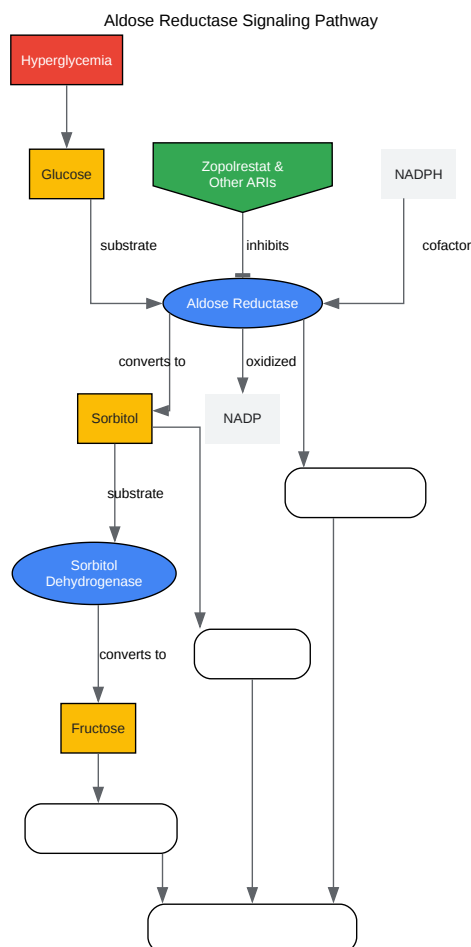 Aldose Reductase Signaling Pathway
Hyperglycemia
Glucose
Zopolrestat &
Other ARIs
NADPH
substrate
inhibits
cofactor
Aldose Reductase
converts to
oxidized
Sorbitol
NADP
substrate
Sorbitol
Dehydrogenase
converts to
Fructose